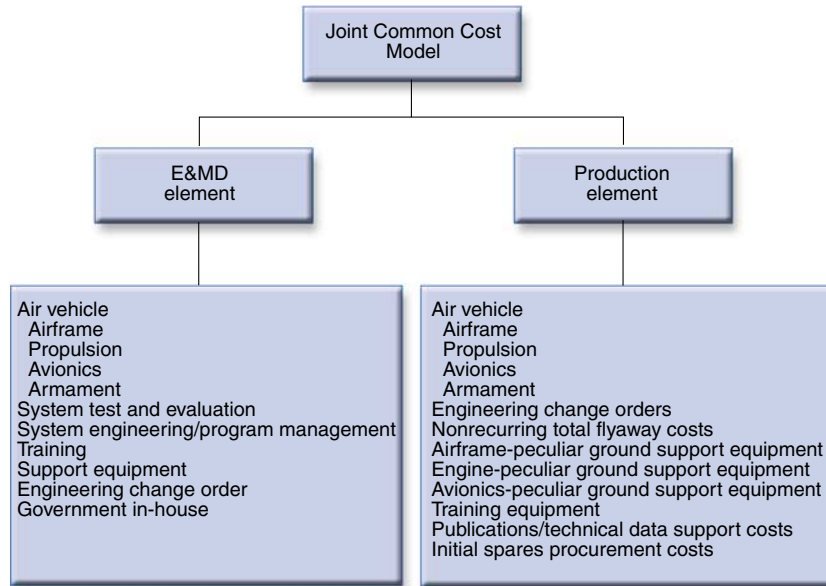 Joint Common Cost
Model
E&MD
element
Production
element
Air vehicle
Airframe
Propulsion
Avionics
Armament
System test and evaluation
System engineering/program management
Training
Support equipment
Engineering change order
Government in-house
Air vehicle
Airframe
Propulsion
Avionics
Armament
Engineering change orders
Nonrecurring total flyaway costs
Airframe-peculiar ground support equipment
Engine-peculiar ground support equipment
Avionics-peculiar ground support equipment
Training equipment
Publications/technical data support costs
Initial spares procurement costs